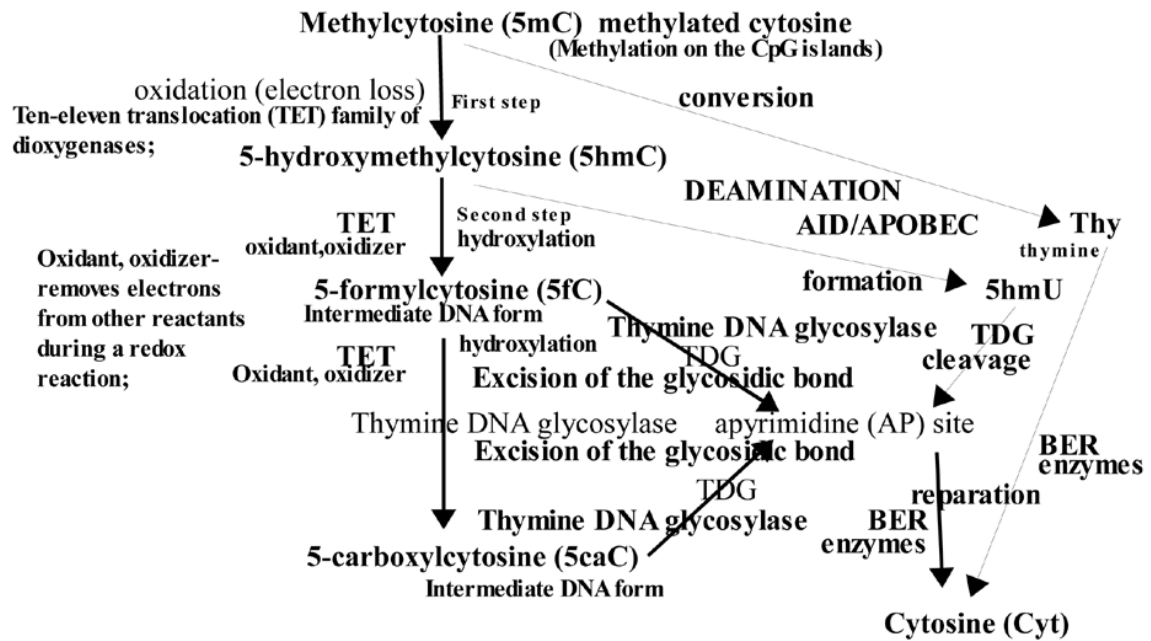 Methylcytosine (5mC) methylated cytosine
(Methylation on the CpG islands)
oxidation (electron loss)
First step
conversion
Ten-eleven translocation (TET) family of
dioxygenases;
5-hydroxymethylcytosine (5hmC)
DEAMINATION
AID/APOBEC
Thy
thymine
TET
oxidant,oxidizer
Second step
hydroxylation
formation
5hmU
Oxidant, oxidizer-
removes electrons
from other reactants
during a redox
reaction;
5-formylcytosine (5fC)
Intermediate DNA form
Thymine DNA glycosylase
TDG
cleavage
TET
Oxidant, oxidizer
hydroxylation
TDG
Excision of the glycosidic bond
Thymine DNA glycosylase
apyrimidine (AP) site
Excision of the glycosidic bond
BER
enzymes
TDG
reparation
Thymine DNA glycosylase
BER
enzymes
5-carboxylcytosine (5caC)
Intermediate DNA form
Cytosine (Cyt)